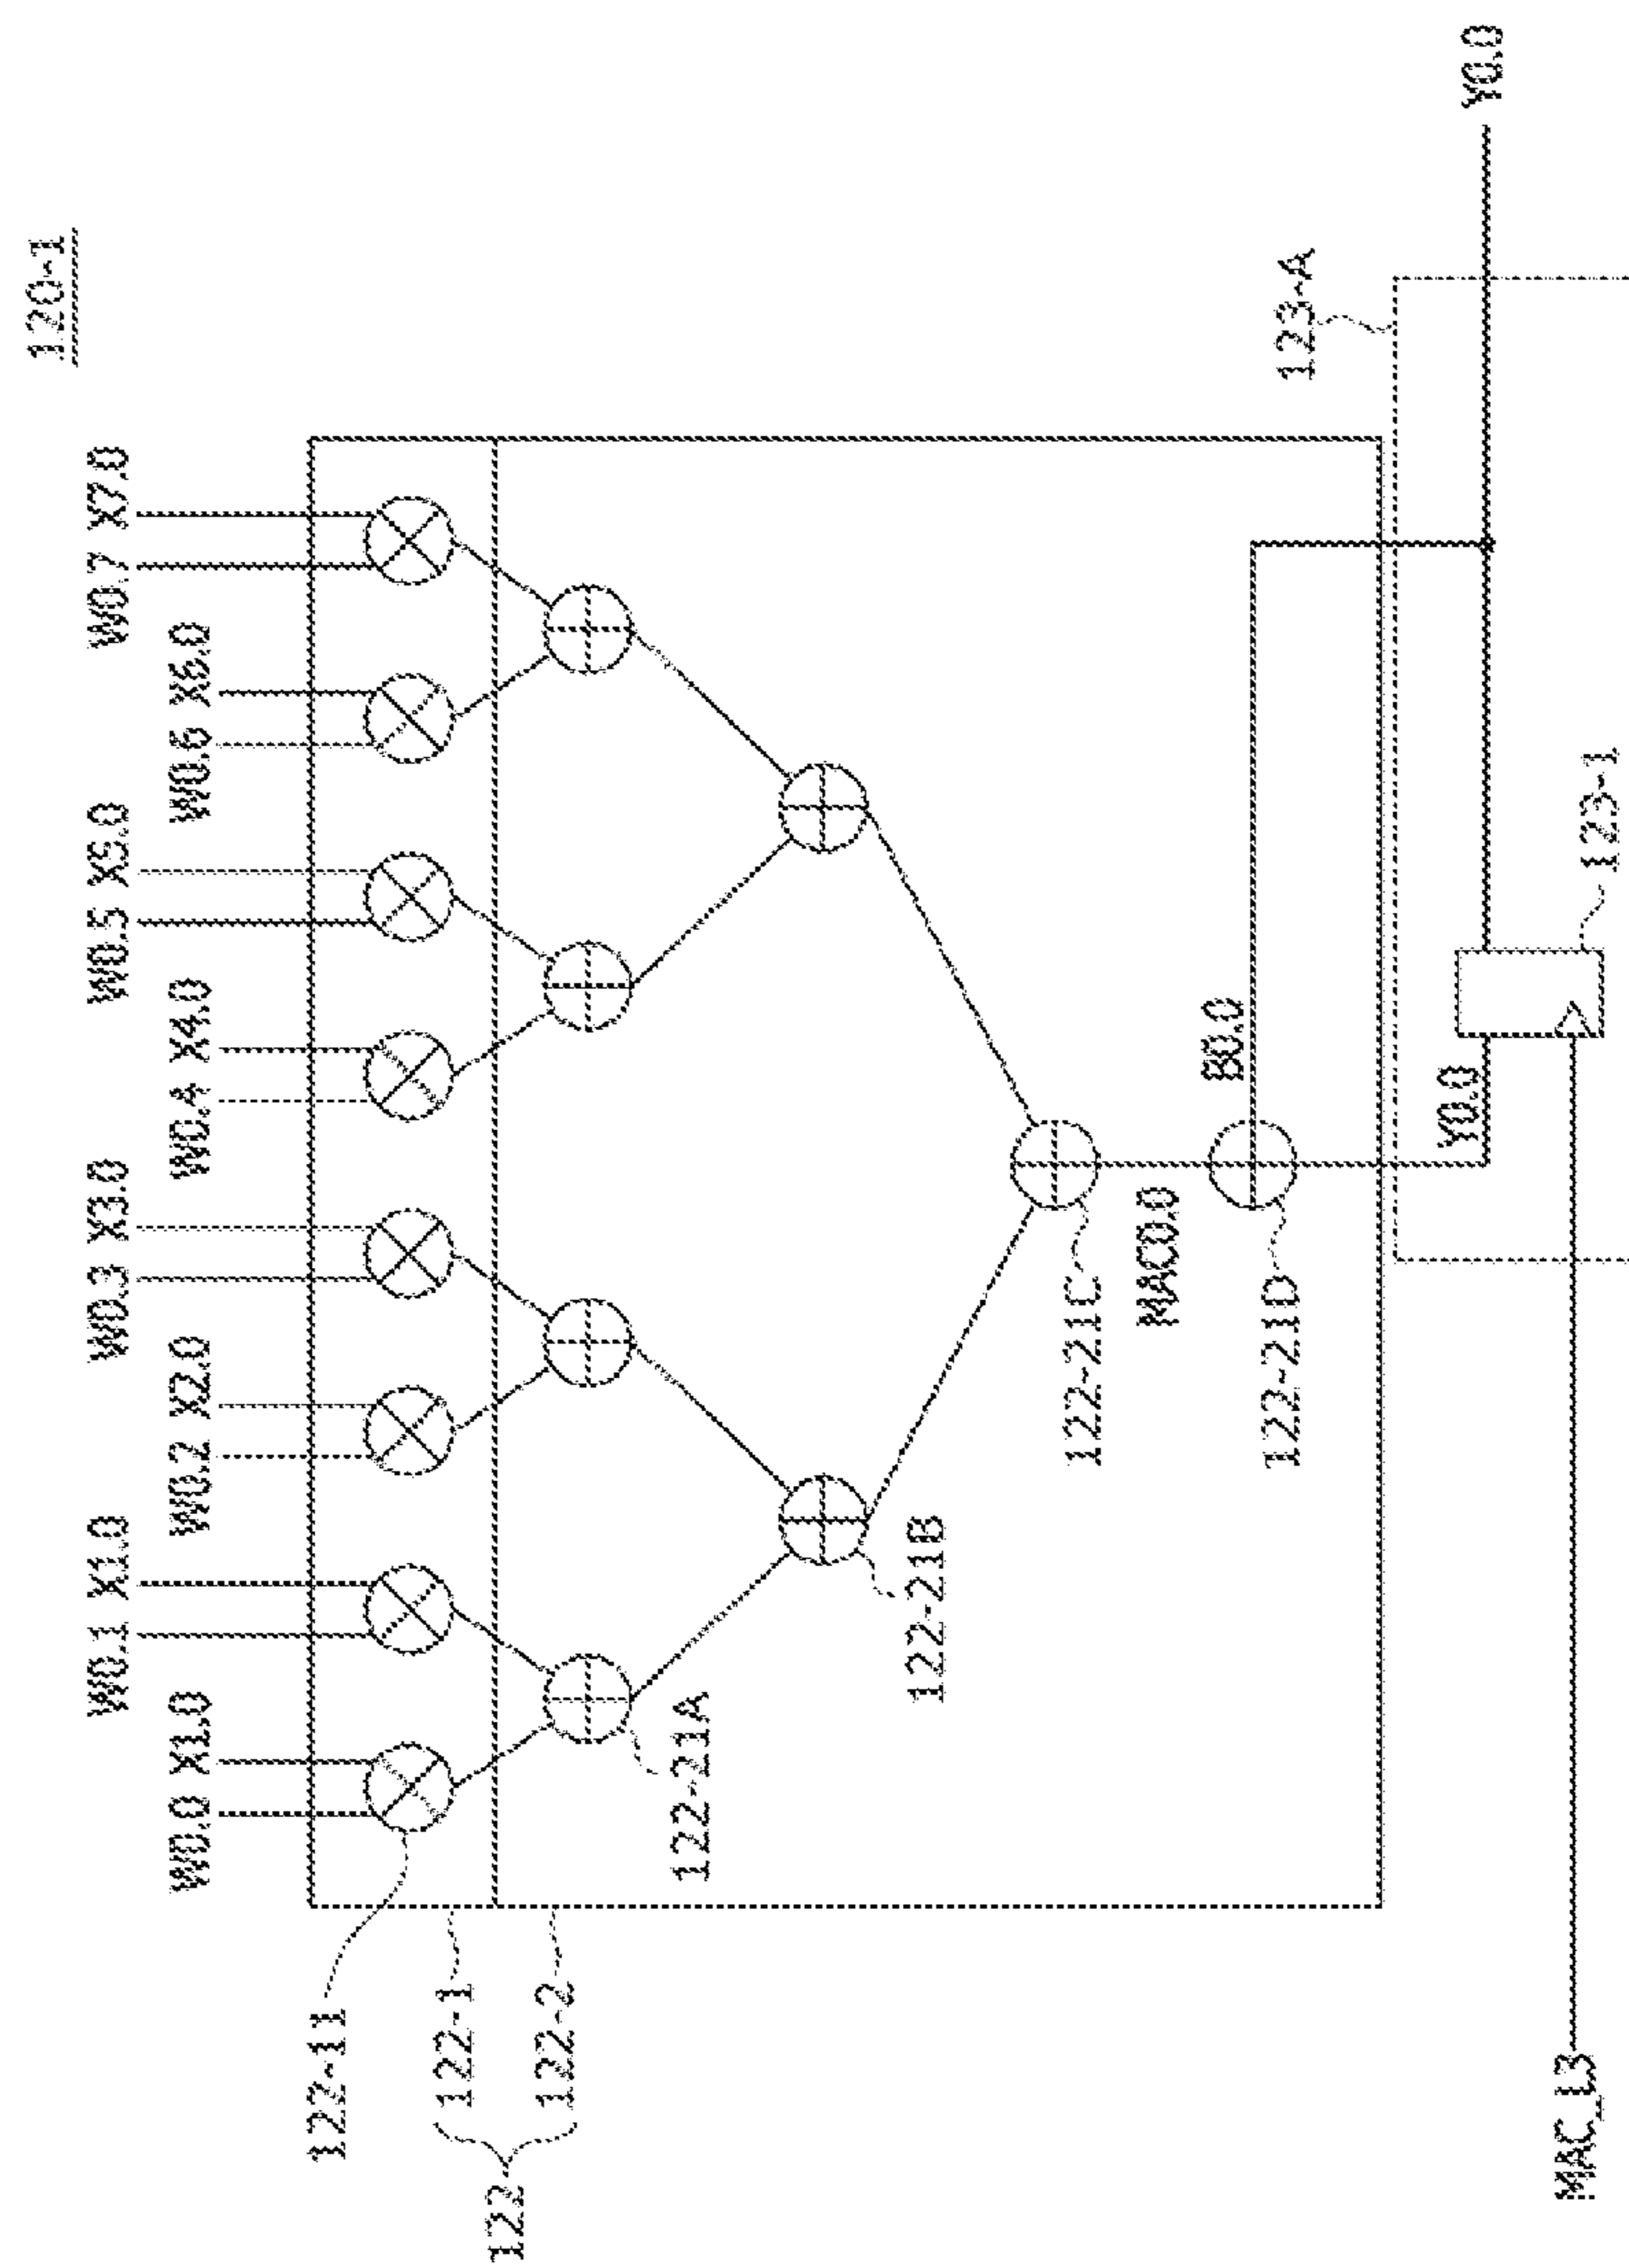 120-1
W0.1 X1.0
W0.3 X3.0
W0.5 X5.0
W0.7 X7.0
W0.0 X1.0
W0.2 X2.0
W0.4 X4.0
W0.6 X6.0
122-11
122-1
122
122-2
122-21A
122-21B
122-21C
MAC0.0
B0.0
122-21D
123-A
Y0.0
Y0.0
MAC_L3
123-1